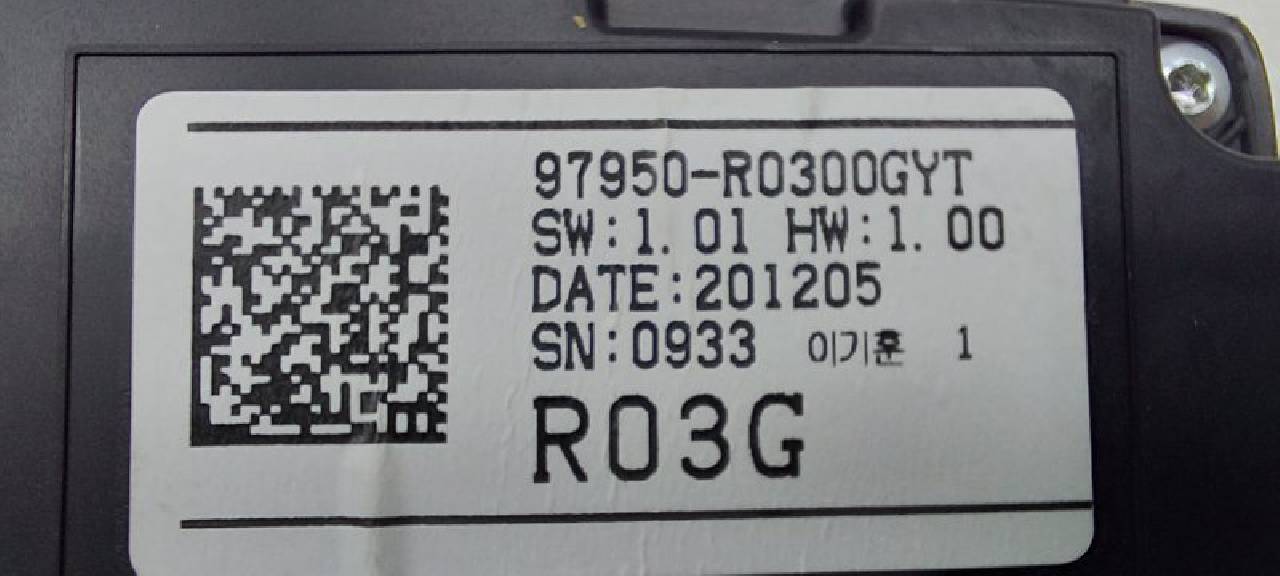 97950-R0300GYT
SW:1.01 HW:1.00
DATE:201205
SN:0933 이기훈 1
R03G